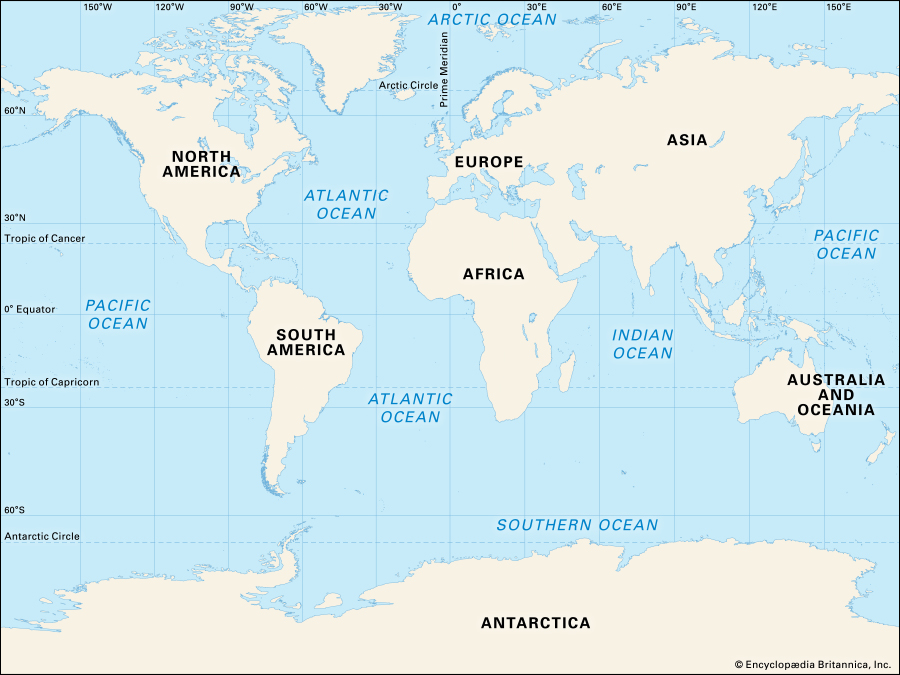 ARCTIC OCEAN
150°W
120°W
90°W
60°W
30°W
0°
30°E
60°E
90°E
120°E
150°E
Prime Meridian
Arctic Circle
60°N
NORTH
AMERICA
EUROPE
ASIA
ATLANTIC
OCEAN
30°N
Tropic of Cancer
PACIFIC
OCEAN
AFRICA
0° Equator
PACIFIC
OCEAN
SOUTH
AMERICA
INDIAN
OCEAN
Tropic of Capricorn
30°S
ATLANTIC
OCEAN
AUSTRALIA
AND
OCEANIA
60°S
SOUTHERN OCEAN
Antarctic Circle
ANTARCTICA
© Encyclopædia Britannica, Inc.